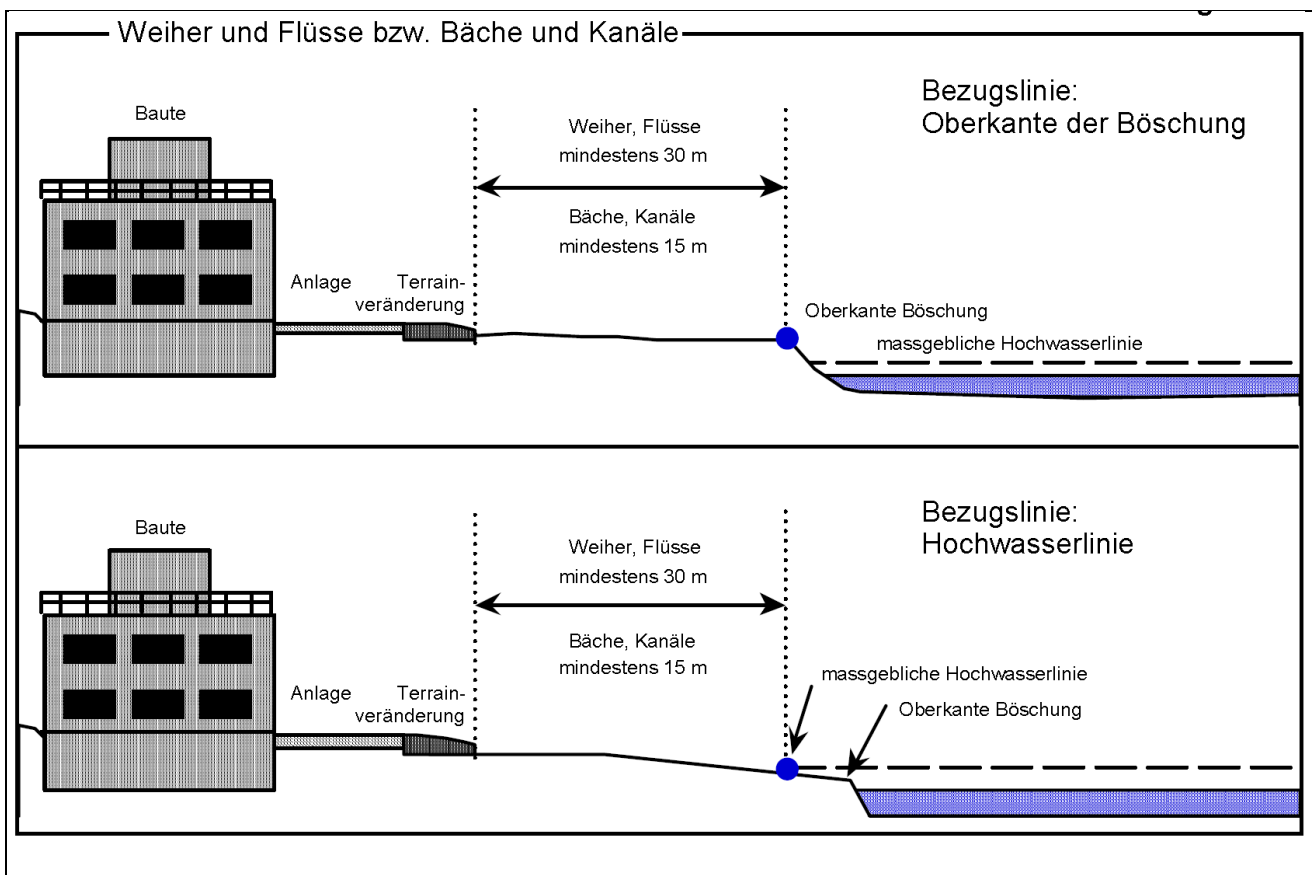 Weiher und Flüsse bzw. Bäche und Kanäle
Bezugslinie:
Oberkante der Böschung
Baute
Weiher, Flüsse
mindestens 30 m
Bäche, Kanäle
mindestens 15 m
Anlage
Terrain-
veränderung
Oberkante Böschung
massgebliche Hochwasserlinie
Bezugslinie:
Hochwasserlinie
Baute
Weiher, Flüsse
mindestens 30 m
Bäche, Kanäle
mindestens 15 m
Anlage
Terrain-
veränderung
massgebliche Hochwasserlinie
Oberkante Böschung